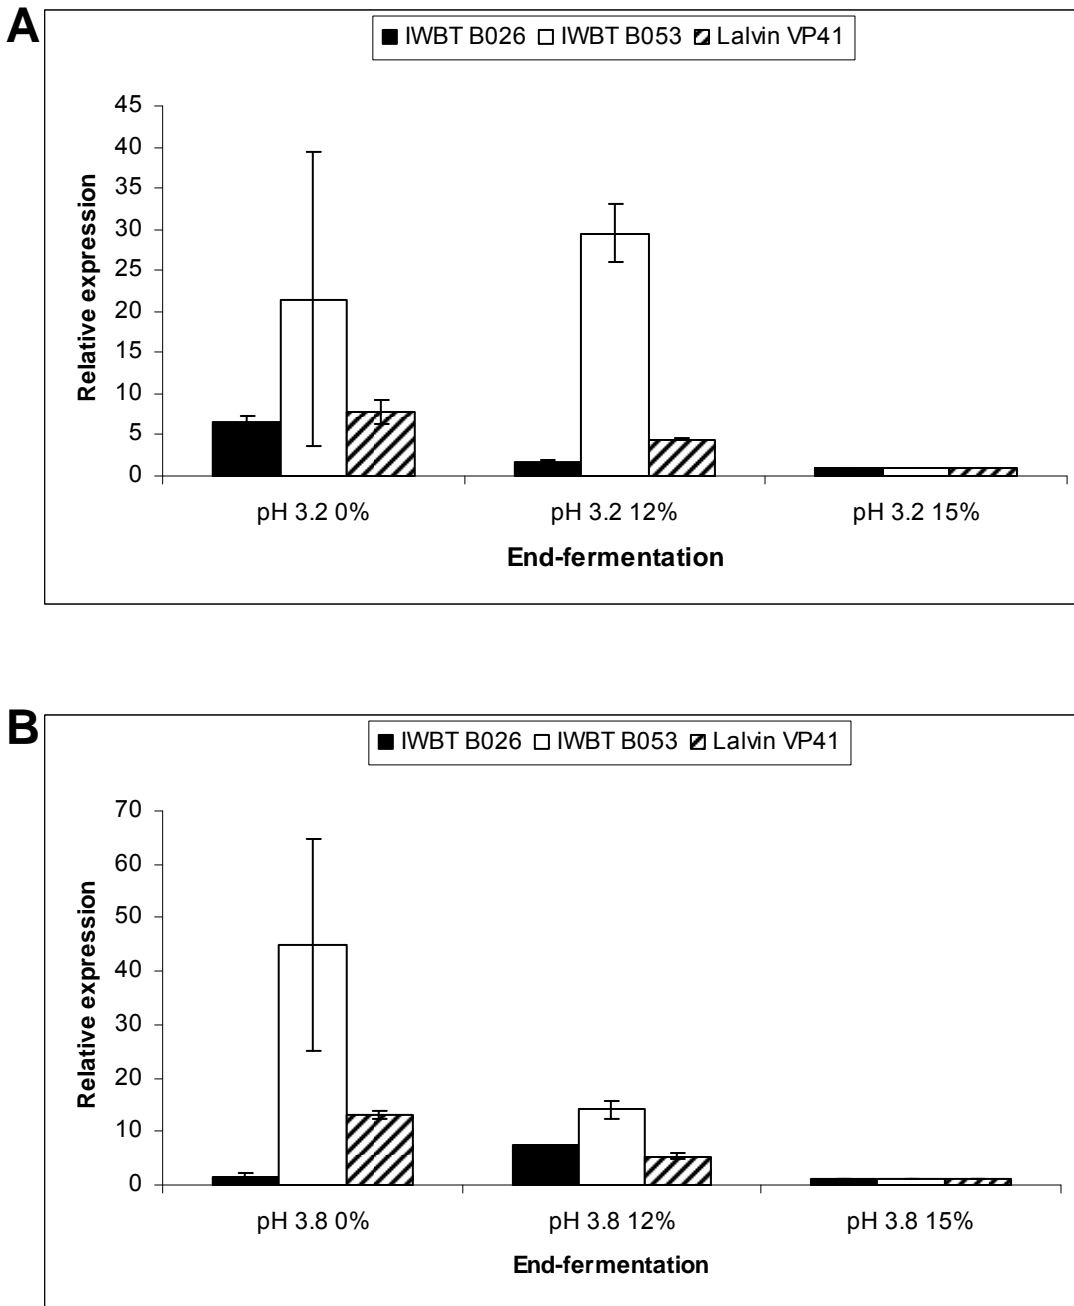 A
IWBT B026 IWBT B053 Lalvin VP41
45
40
35
30
25
20
15
10
5
0
Relative expression
pH 3.2 0% pH 3.2 12% pH 3.2 15%
End-fermentation
B
IWBT B026 IWBT B053 Lalvin VP41
70
60
50
40
30
20
10
0
Relative expression
pH 3.8 0% pH 3.8 12% pH 3.8 15%
End-fermentation